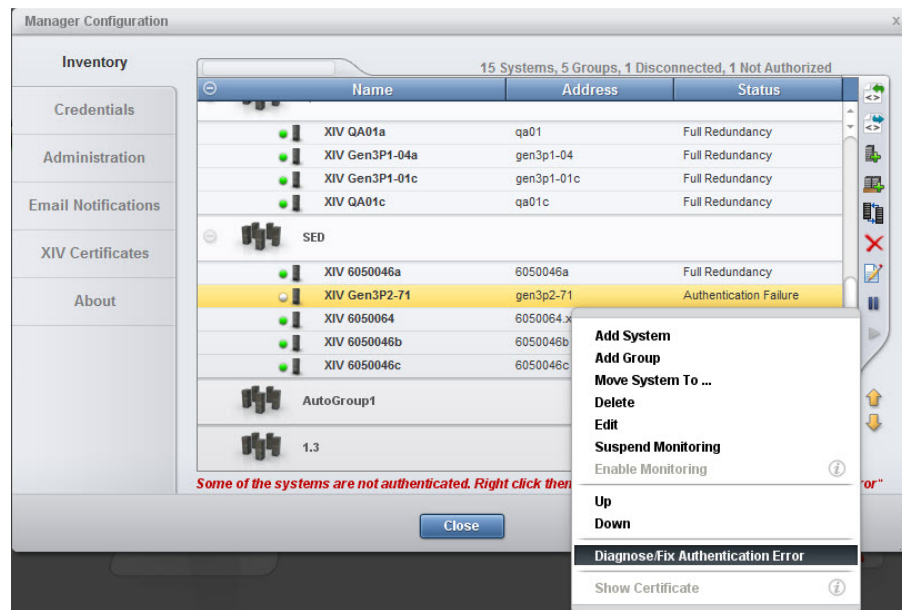 Manager Configuration x
Inventory
Credentials
Administration
Email Notifications
XIV Certificates
About
15 Systems, 5 Groups, 1 Disconnected, 1 Not Authorized
Name Address Status
XIV QA01a qa01 Full Redundancy
XIV Gen3P1-04a gen3p1-04 Full Redundancy
XIV Gen3P1-01c gen3p1-01c Full Redundancy
XIV QA01c qa01c Full Redundancy
SED
XIV 6050046a 6050046a Full Redundancy
XIV Gen3P2-71 gen3p2-71 Authentication Failure
XIV 6050064 6050064.x
XIV 6050046b 6050046b
XIV 6050046c 6050046c
AutoGroup1
1.3
Some of the systems are not authenticated. Right click then ror"
Close
Add System
Add Group
Move System To ...
Delete
Edit
Suspend Monitoring
Enable Monitoring
Up
Down
Diagnose/Fix Authentication Error
Show Certificate